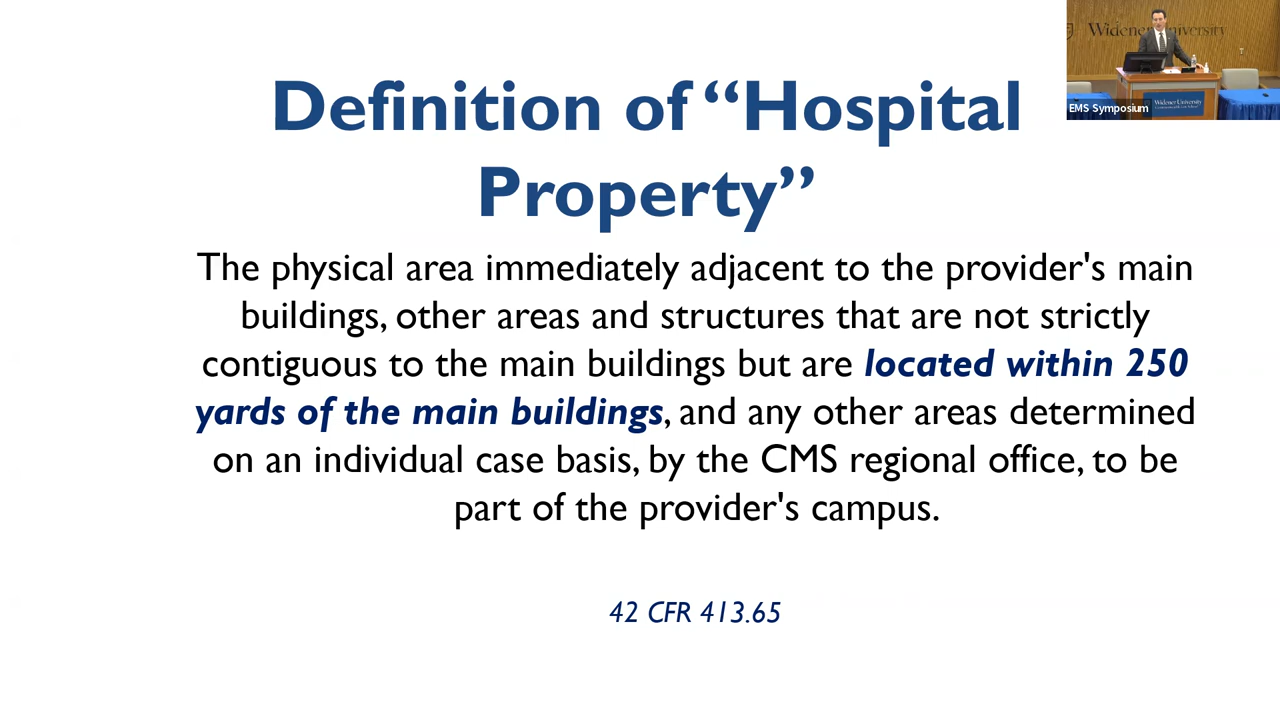 Definition of “Hospital
Property”
The physical area immediately adjacent to the provider's main
buildings, other areas and structures that are not strictly
contiguous to the main buildings but are located within 250
yards of the main buildings, and any other areas determined
on an individual case basis, by the CMS regional office, to be
part of the provider's campus.
42 CFR 413.65
Widener University
EMS Symposium
Widener University